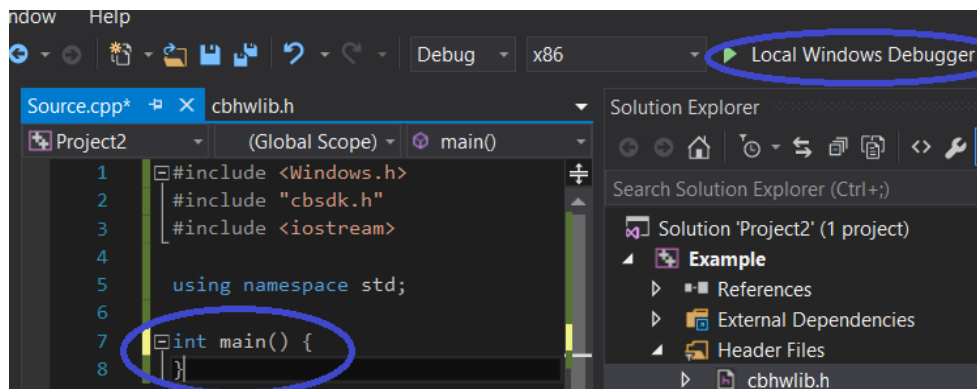 ndow Help
Debug x86 Local Windows Debugger
Source.cpp* cbhwlib.h
Project2 (Global Scope) main()
1 #include <Windows.h>
2 #include "cbsdk.h"
3 #include <iostream>
4
5 using namespace std;
6
7 int main() {
8 }
Solution Explorer
Search Solution Explorer (Ctrl+;)
Solution 'Project2' (1 project)
Example
References
External Dependencies
Header Files
cbhwlib.h